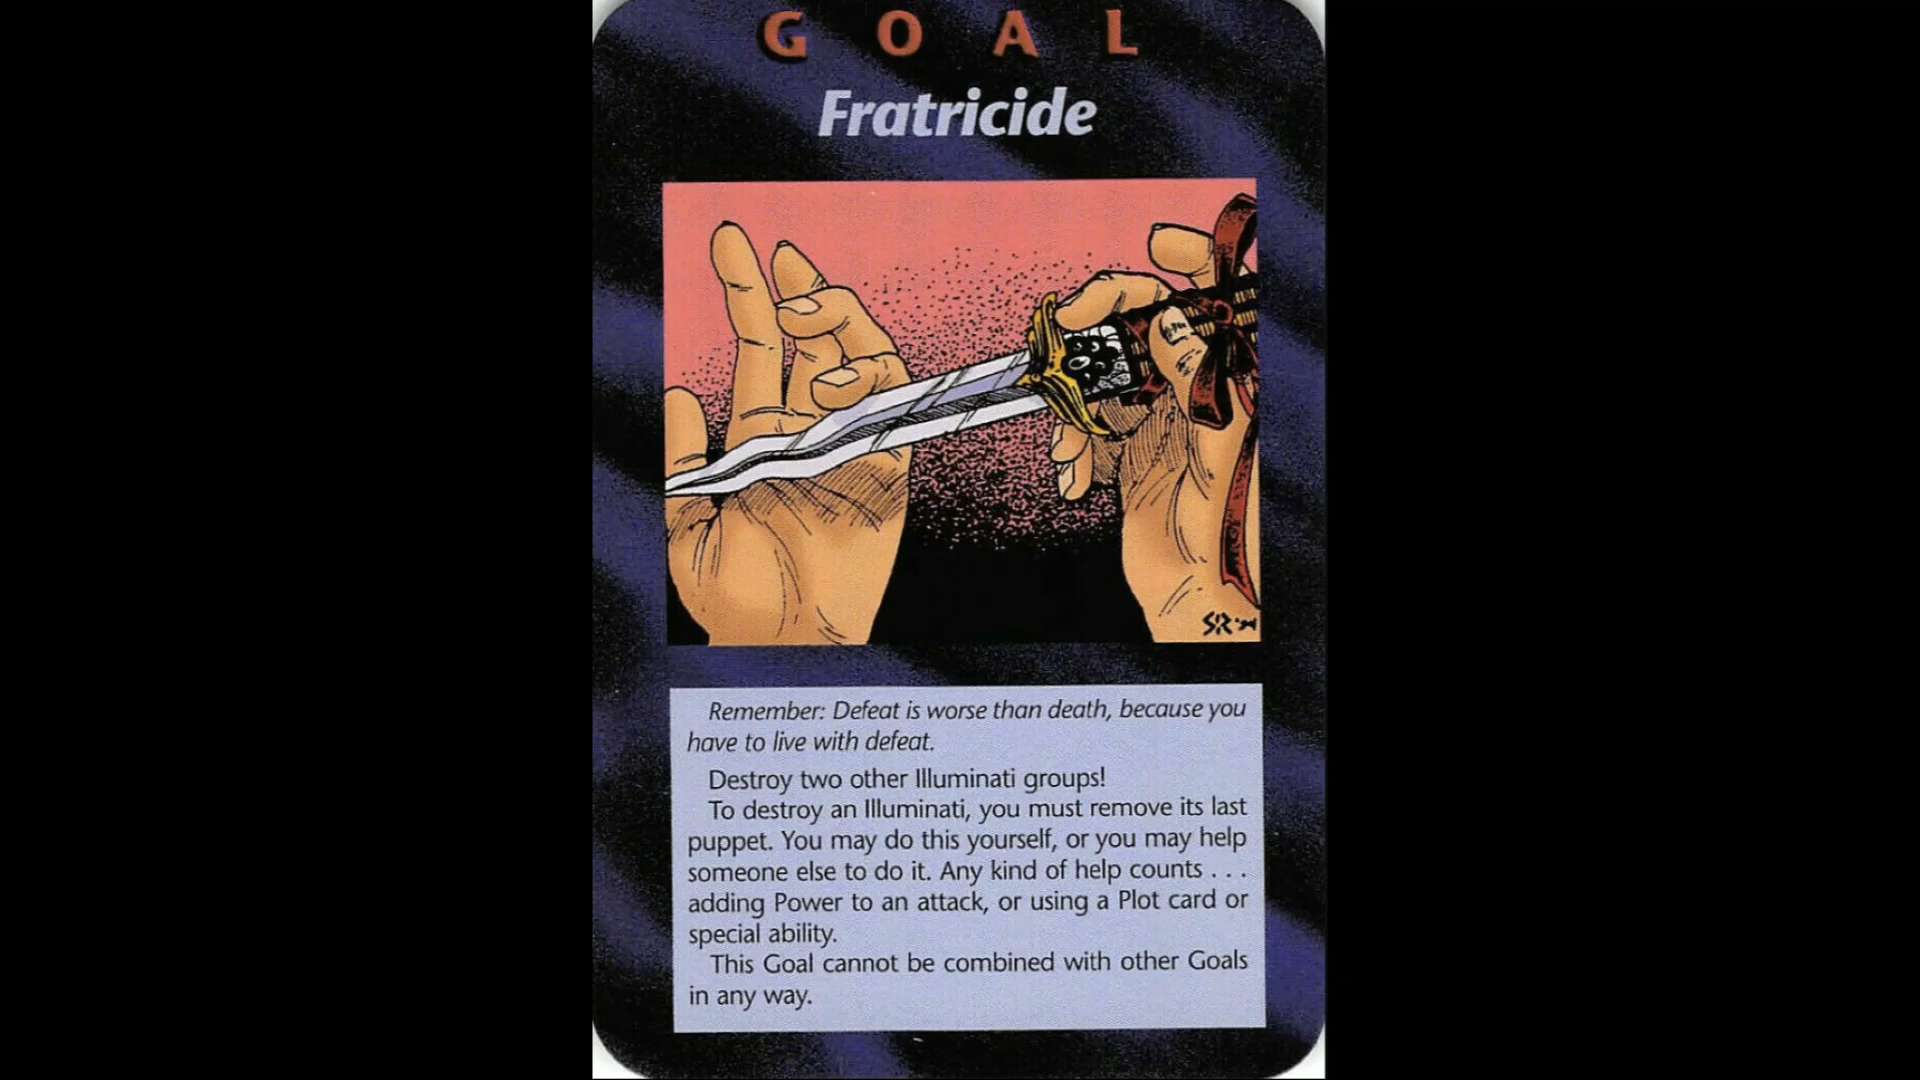 GOAL
Fratricide
SR '94
Remember: Defeat is worse than death, because you
have to live with defeat.
Destroy two other Illuminati groups!
To destroy an Illuminati, you must remove its last
puppet. You may do this yourself, or you may help
someone else to do it. Any kind of help counts . . .
adding Power to an attack, or using a Plot card or
special ability.
This Goal cannot be combined with other Goals
in any way.